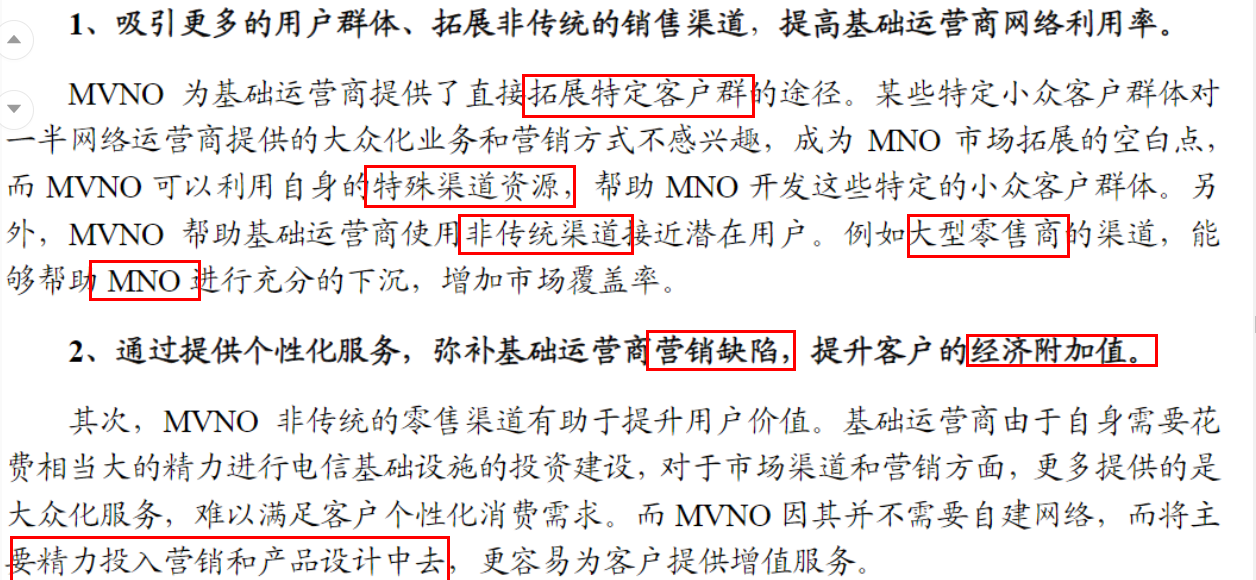 1、吸引更多的用户群体、拓展非传统的销售渠道，提高基础运营商网络利用率。
MVNO 为基础运营商提供了直接拓展特定客户群的途径。某些特定小众客户群体对
一半网络运营商提供的大众化业务和营销方式不感兴趣，成为 MNO 市场拓展的空白点，
而 MVNO 可以利用自身的特殊渠道资源，帮助 MNO 开发这些特定的小众客户群体。另
外，MVNO 帮助基础运营商使用非传统渠道接近潜在用户。例如大型零售商的渠道，能
够帮助 MNO 进行充分的下沉，增加市场覆盖率。
2、通过提供个性化服务，弥补基础运营商营销缺陷，提升客户的经济附加值。
其次，MVNO 非传统的零售渠道有助于提升用户价值。基础运营商由于自身需要花
费相当大的精力进行电信基础设施的投资建设，对于市场渠道和营销方面，更多提供的是
大众化服务，难以满足客户个性化消费需求。而 MVNO 因其并不需要自建网络，而将主
要精力投入营销和产品设计中去，更容易为客户提供增值服务。